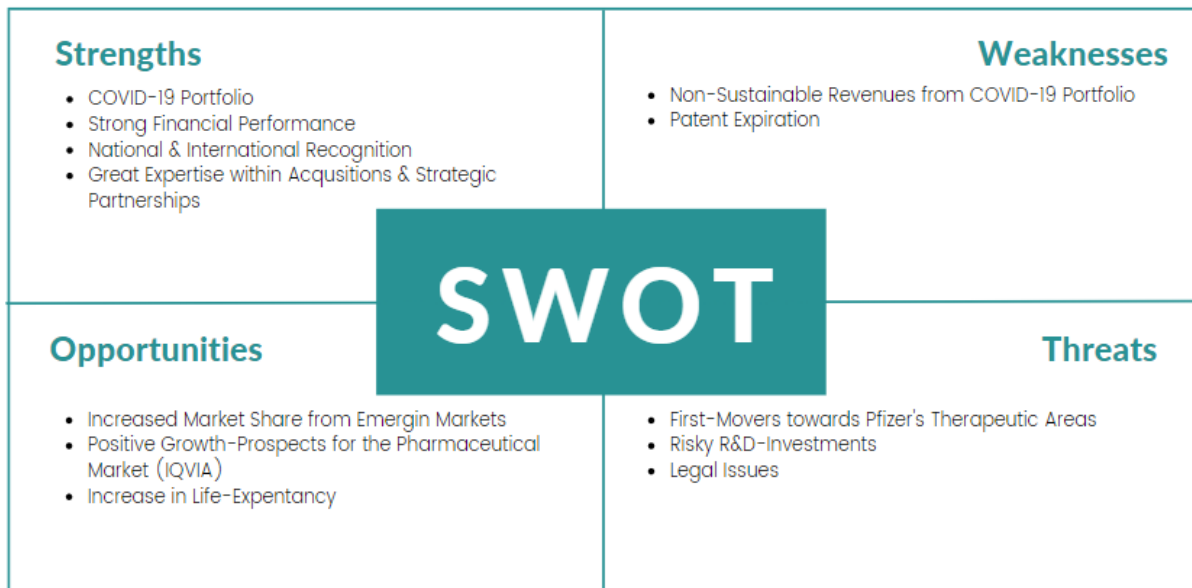 Strengths
• COVID-19 Portfolio
• Strong Financial Performance
• National & International Recognition
• Great Expertise within Acqusitions & Strategic
Partnerships
Weaknesses
• Non-Sustainable Revenues from COVID-19 Portfolio
• Patent Expiration
SWOT
Opportunities
• Increased Market Share from Emergin Markets
• Positive Growth-Prospects for the Pharmaceutical
Market (IQVIA)
• Increase in Life-Expentancy
Threats
• First-Movers towards Pfizer's Therapeutic Areas
• Risky R&D-Investments
• Legal Issues